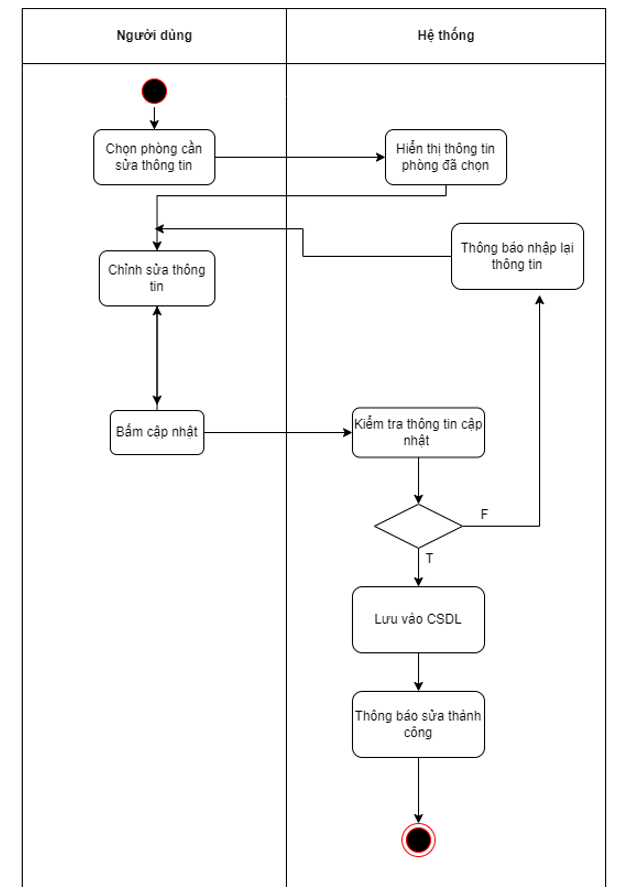 Người dùng
Hệ thống
Chọn phòng cần
sửa thông tin
Hiển thị thông tin
phòng đã chọn
Thông báo nhập lại
thông tin
Chỉnh sửa thông
tin
Bấm cập nhật
Kiểm tra thông tin cập
nhật
F
T
Lưu vào CSDL
Thông báo sửa thành
công